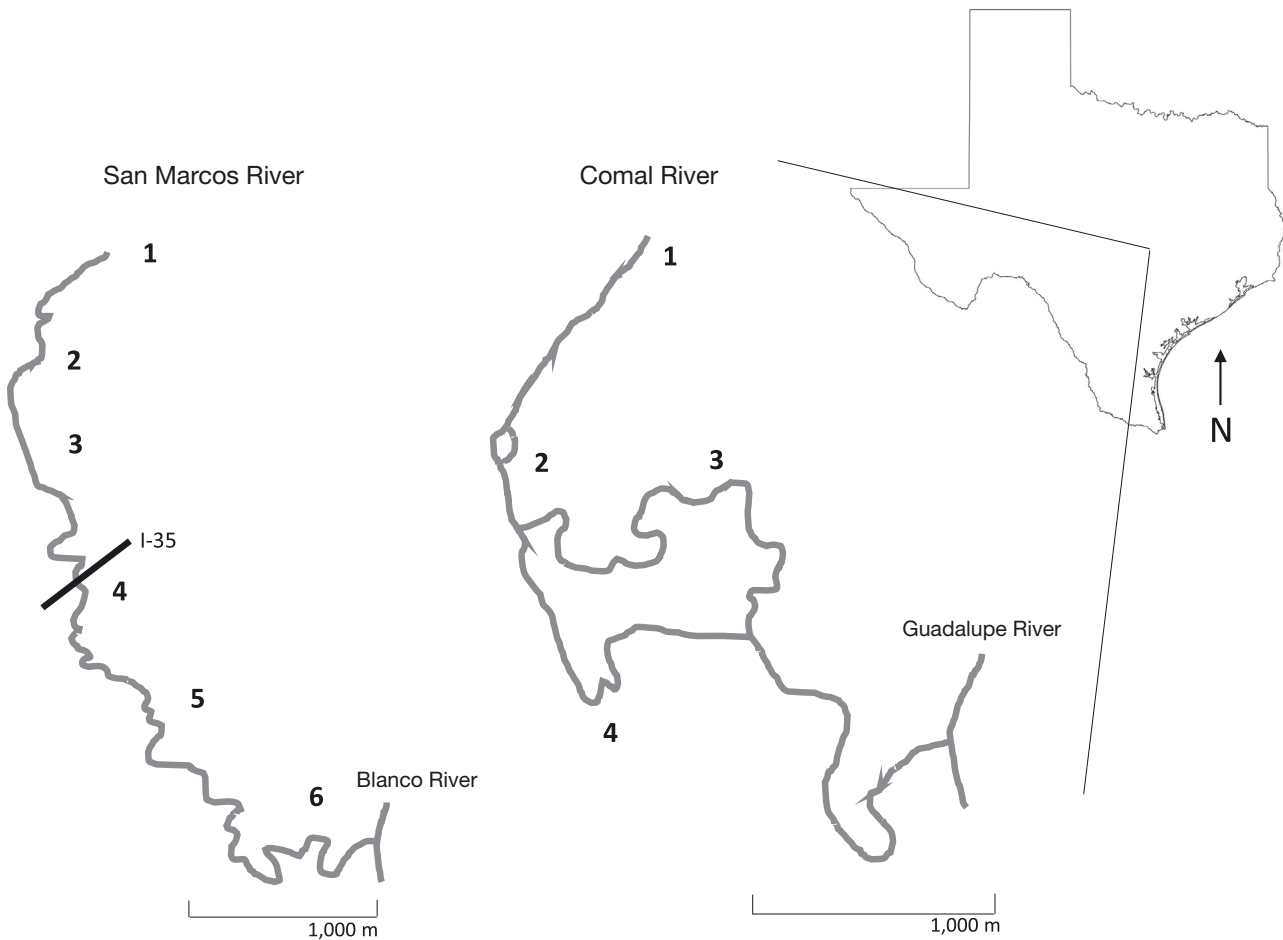 San Marcos River
1
2
3
I-35
4
5
6
Blanco River
1,000 m
Comal River
1
2
3
4
Guadalupe River
1,000 m
N